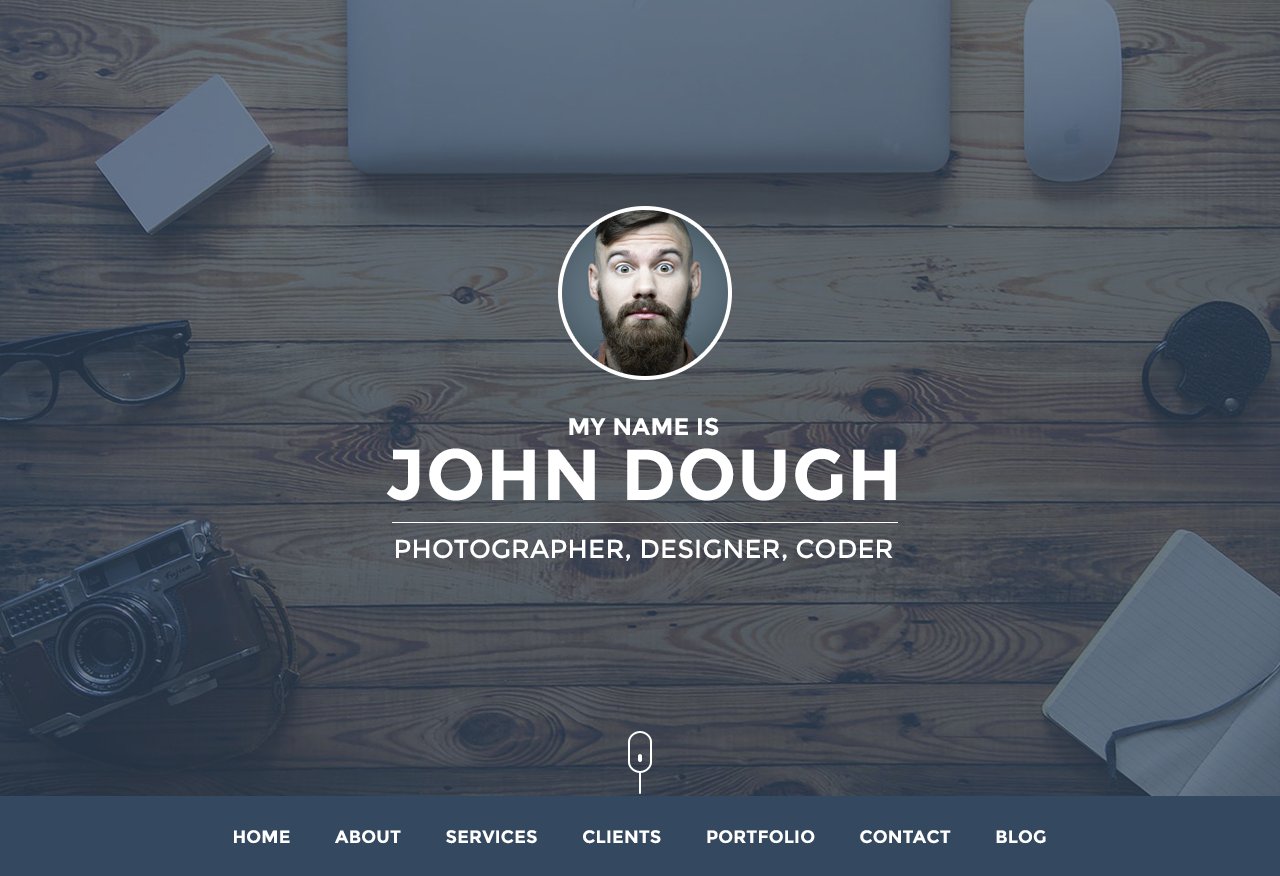 MY NAME IS
JOHN DOUGH
PHOTOGRAPHER, DESIGNER, CODER
HOME ABOUT SERVICES CLIENTS PORTFOLIO CONTACT BLOG